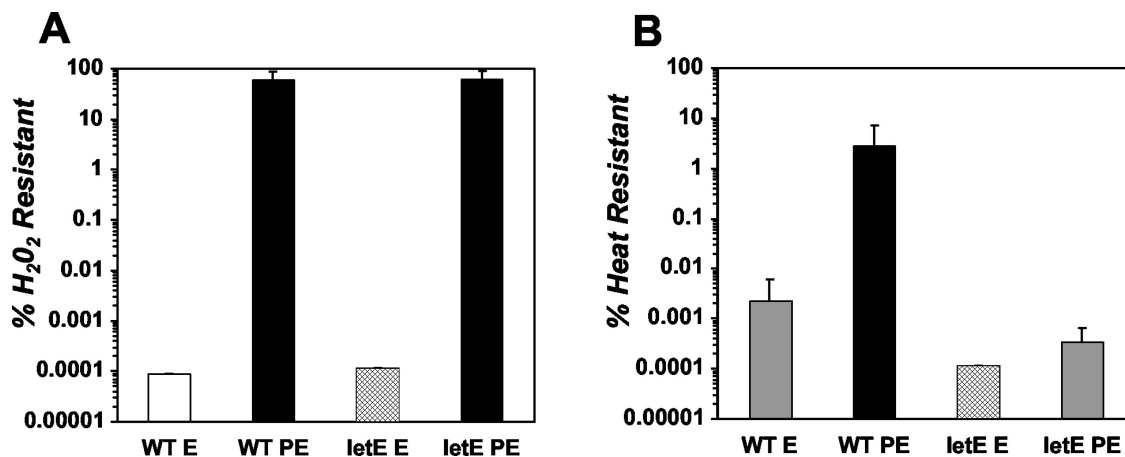 A
% H₂0₂ Resistant
100
10
1
0.1
0.01
0.001
0.0001
0.00001
WT E
WT PE
letE E
letE PE
B
% Heat Resistant
100
10
1
0.1
0.01
0.001
0.0001
0.00001
WT E
WT PE
letE E
letE PE